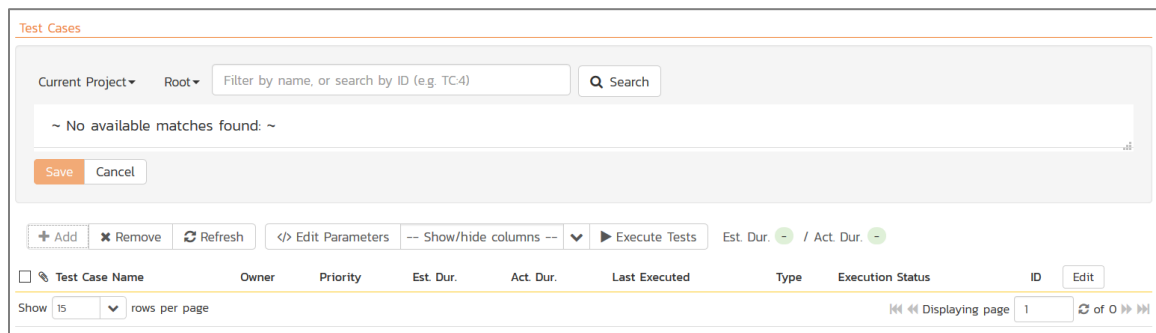 Test Cases
Current Project Root Filter by name, or search by ID (e.g. TC:4) Search
~ No available matches found: ~
Save Cancel
Add Remove Refresh </> Edit Parameters -- Show/hide columns -- Execute Tests Est. Dur. - / Act. Dur. -
Test Case Name Owner Priority Est. Dur. Act. Dur. Last Executed Type Execution Status ID Edit
Show 15 rows per page Displaying page 1 of 0